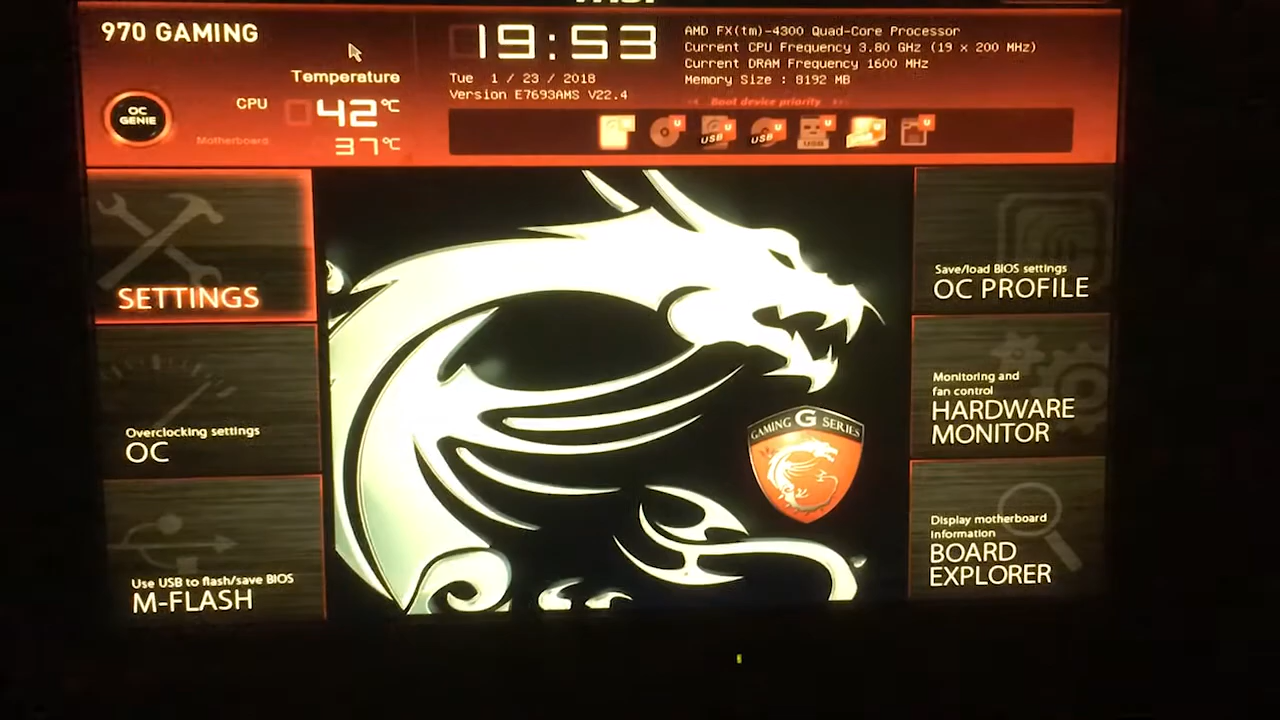 970 GAMING
19:53
AMD FX(tm)-4300 Quad-Core Processor
Current CPU Frequency 3.80 GHz (19 x 200 MHz)
Current DRAM Frequency 1600 MHz
Memory Size : 8192 MB
Temperature
Tue 1 / 23 / 2018
Version E7693AMS V22.4
OC GENIE
CPU 42°C
Motherboard 37°C
Boot device priority
U
U
USB U
USB U
USB U
U
U
SETTINGS
Overclocking settings
OC
Use USB to flash/save BIOS
M-FLASH
GAMING G SERIES
Save/load BIOS settings
OC PROFILE
Monitoring and
fan control
HARDWARE
MONITOR
Display motherboard
information
BOARD
EXPLORER